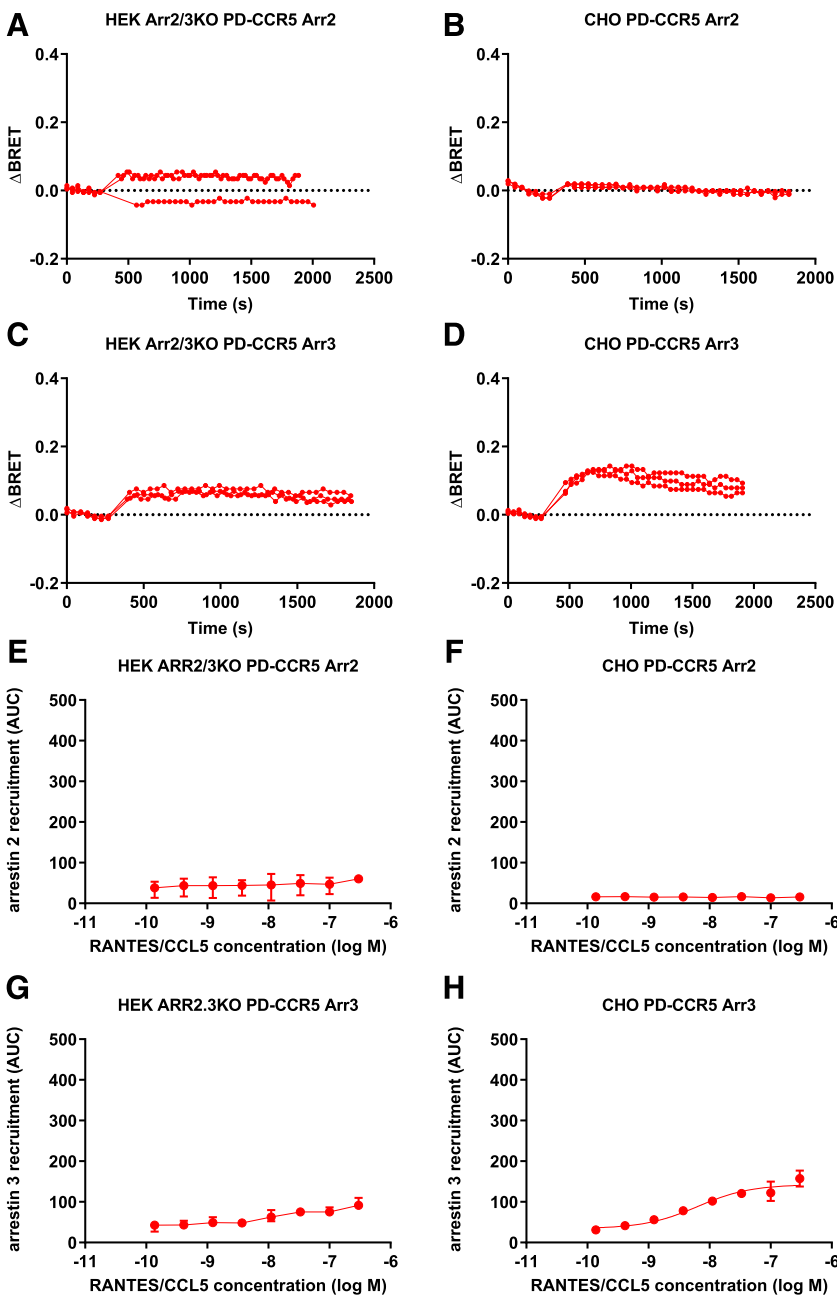 A
HEK Arr2/3KO PD-CCR5 Arr2
ΔBRET
0.4
0.2
0.0
-0.2
0 500 1000 1500 2000 2500
Time (s)
B
CHO PD-CCR5 Arr2
ΔBRET
0.4
0.2
0.0
-0.2
0 500 1000 1500 2000
Time (s)
C
HEK Arr2/3KO PD-CCR5 Arr3
ΔBRET
0.4
0.2
0.0
-0.2
0 500 1000 1500 2000
Time (s)
D
CHO PD-CCR5 Arr3
ΔBRET
0.4
0.2
0.0
-0.2
0 500 1000 1500 2000 2500
Time (s)
E
HEK ARR2/3KO PD-CCR5 Arr2
arrestin 2 recruitment (AUC)
500
400
300
200
100
0
-11 -10 -9 -8 -7 -6
RANTES/CCL5 concentration (log M)
F
CHO PD-CCR5 Arr2
arrestin 2 recruitment (AUC)
500
400
300
200
100
0
-11 -10 -9 -8 -7 -6
RANTES/CCL5 concentration (log M)
G
HEK ARR2.3KO PD-CCR5 Arr3
arrestin 3 recruitment (AUC)
500
400
300
200
100
0
-11 -10 -9 -8 -7 -6
RANTES/CCL5 concentration (log M)
H
CHO PD-CCR5 Arr3
arrestin 3 recruitment (AUC)
500
400
300
200
100
0
-11 -10 -9 -8 -7 -6
RANTES/CCL5 concentration (log M)